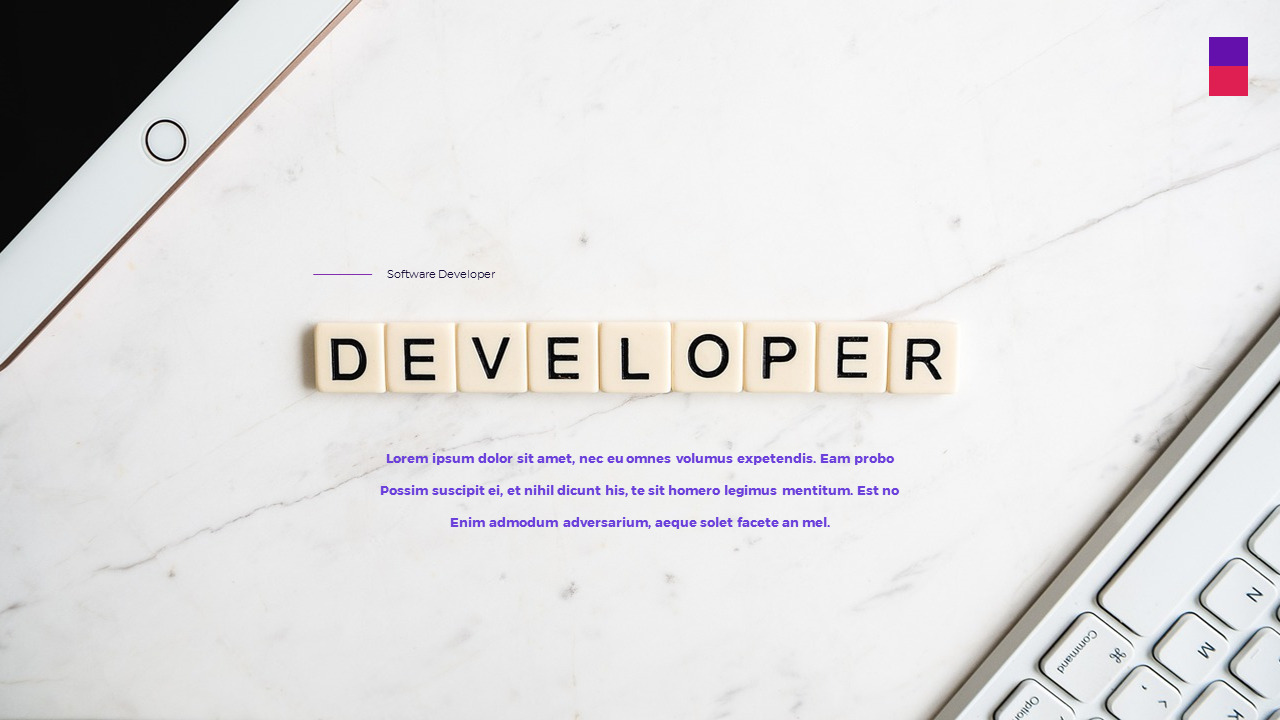 Software Developer
DEVELOPER
Lorem ipsum dolor sit amet, nec eu omnes volumus expetendis. Eam probo
Possim suscipit ei, et nihil dicunt his, te sit homero legimus mentitum. Est no
Enim admodum adversarium, aeque solet facete an mel.
N
M
Command
⌘
Option
K